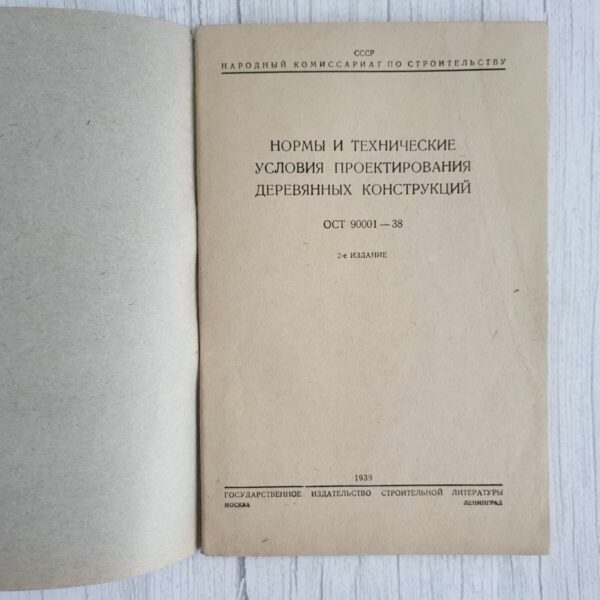 СССР
НАРОДНЫЙ КОМИССАРИАТ ПО СТРОИТЕЛЬСТВУ
НОРМЫ И ТЕХНИЧЕСКИЕ
УСЛОВИЯ ПРОЕКТИРОВАНИЯ
ДЕРЕВЯННЫХ КОНСТРУКЦИЙ
ОСТ 90001—38
2-е ИЗДАНИЕ
1939
ГОСУДАРСТВЕННОЕ ИЗДАТЕЛЬСТВО СТРОИТЕЛЬНОЙ ЛИТЕРАТУРЫ
МОСКВА ЛЕНИНГРАД